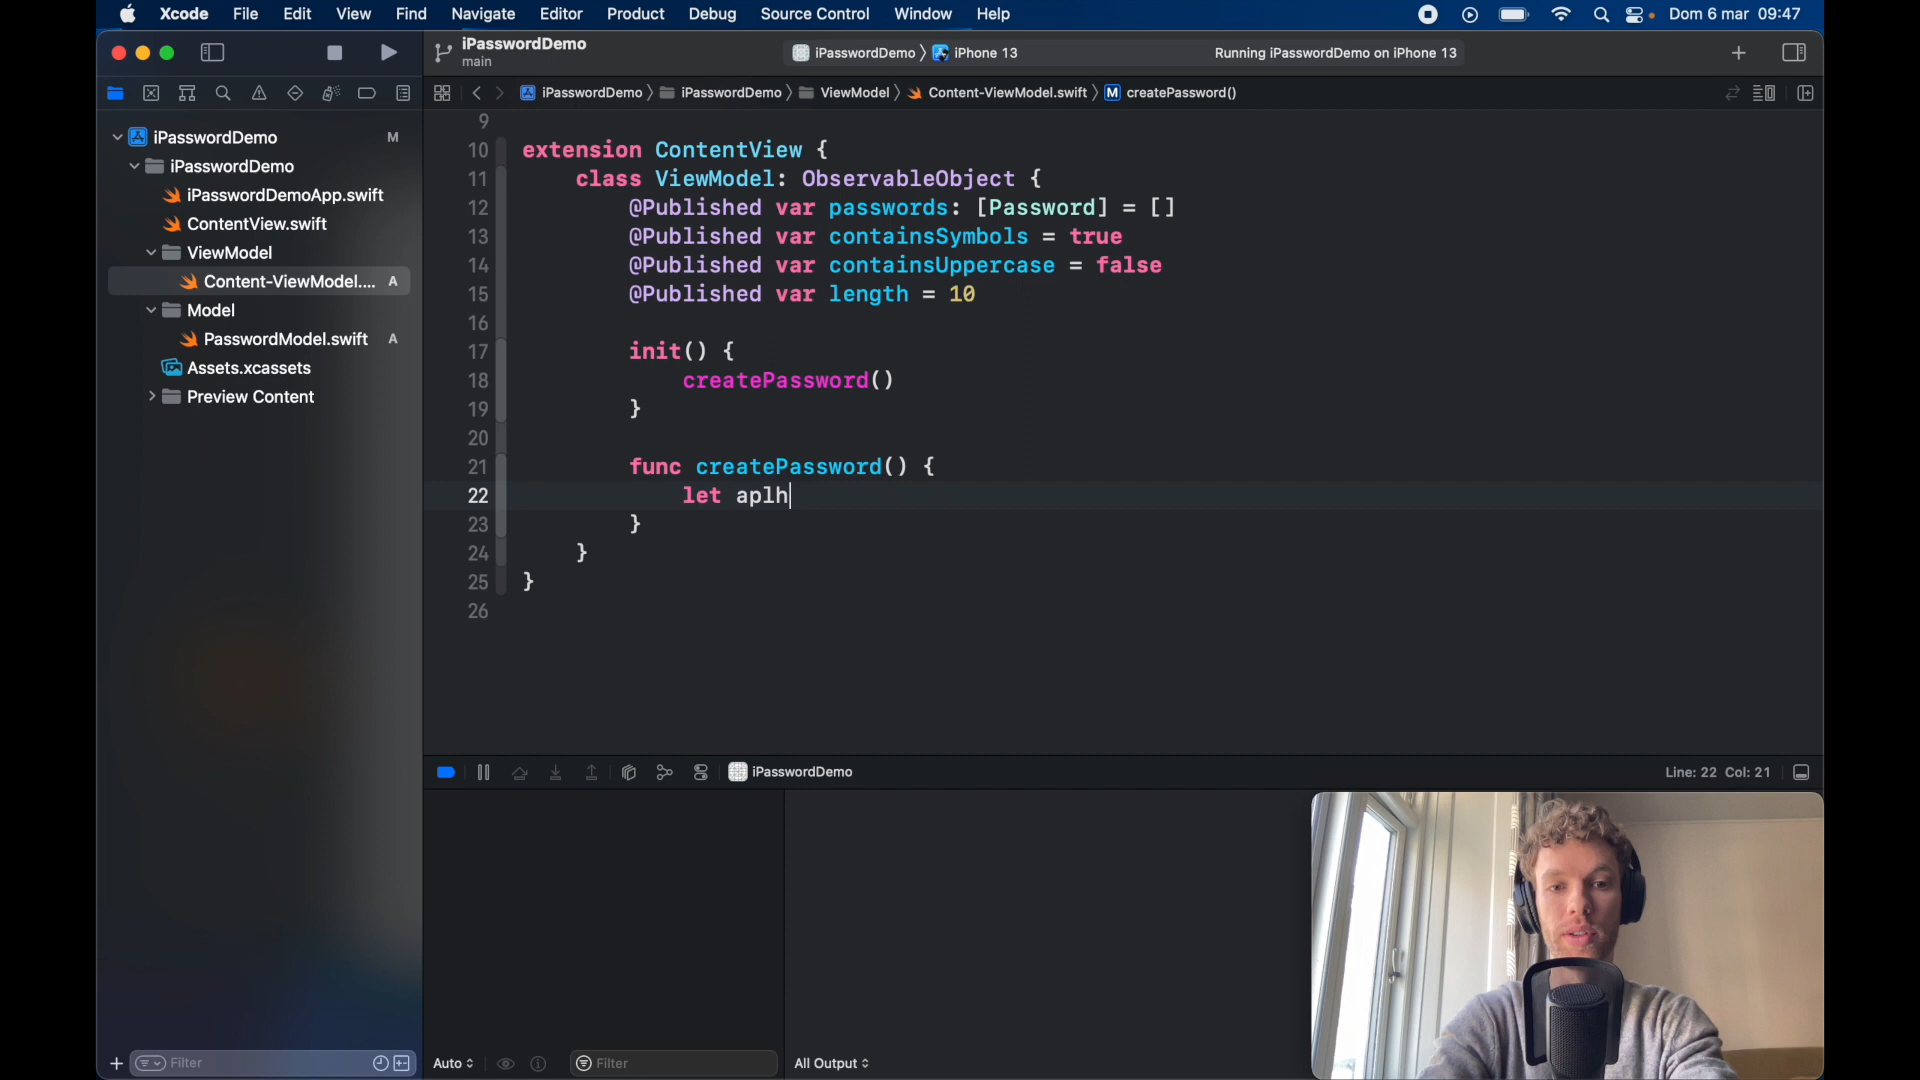 Xcode File Edit View Find Navigate Editor Product Debug Source Control Window Help Dom 6 mar 09:47
iPasswordDemo
main
iPasswordDemo iPhone 13 Running iPasswordDemo on iPhone 13
iPasswordDemo iPasswordDemo ViewModel Content-ViewModel.swift M createPassword()
iPasswordDemo M
iPasswordDemo
iPasswordDemoApp.swift
ContentView.swift
ViewModel
Content-ViewModel.... A
Model
PasswordModel.swift A
Assets.xcassets
Preview Content
9
10 extension ContentView {
11 class ViewModel: ObservableObject {
12 @Published var passwords: [Password] = []
13 @Published var containsSymbols = true
14 @Published var containsUppercase = false
15 @Published var length = 10
16
17 init() {
18 createPassword()
19 }
20
21 func createPassword() {
22 let aplh
23 }
24 }
25 }
26
iPasswordDemo Line: 22 Col: 21
Filter Auto Filter All Output